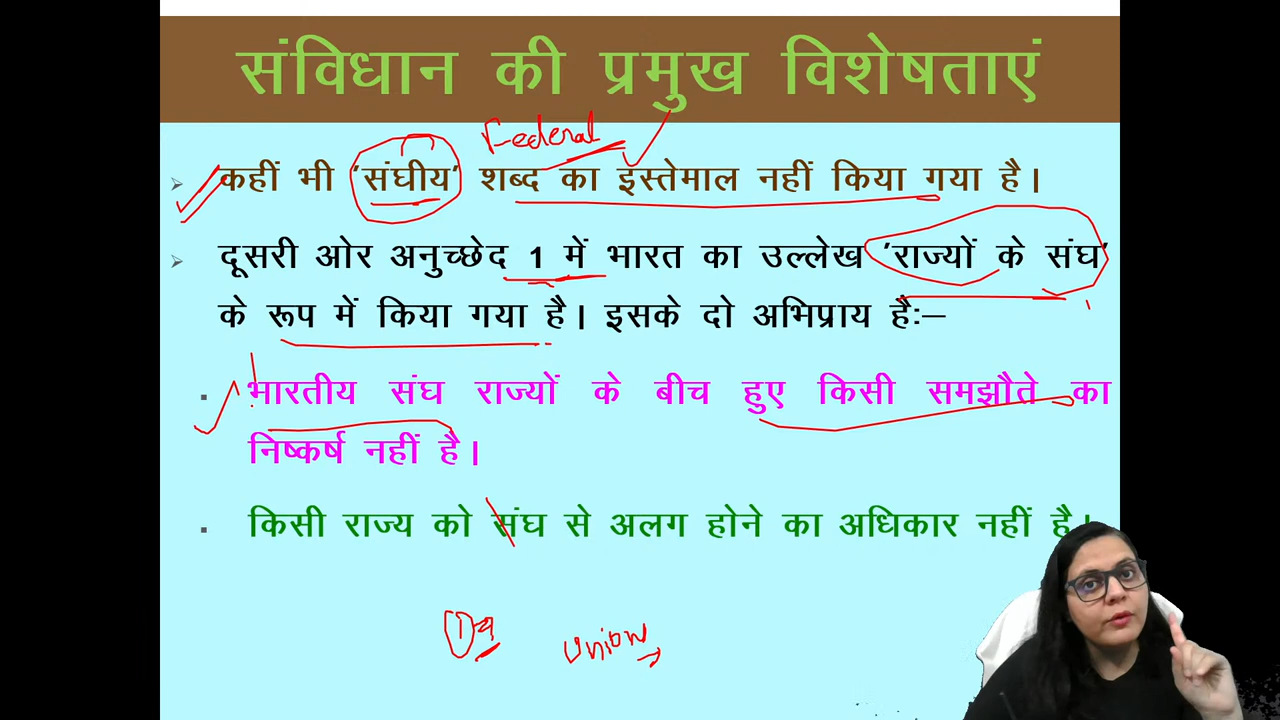 संविधान की प्रमुख विशेषताएं
Federal
कहीं भी 'संघीय' शब्द का इस्तेमाल नहीं किया गया है।
दूसरी ओर अनुच्छेद 1 में भारत का उल्लेख 'राज्यों के संघ'
के रूप में किया गया है। इसके दो अभिप्राय हैः–
भारतीय संघ राज्यों के बीच हुए किसी समझौते का
निष्कर्ष नहीं है।
किसी राज्य को संघ से अलग होने का अधिकार नहीं है।
Union